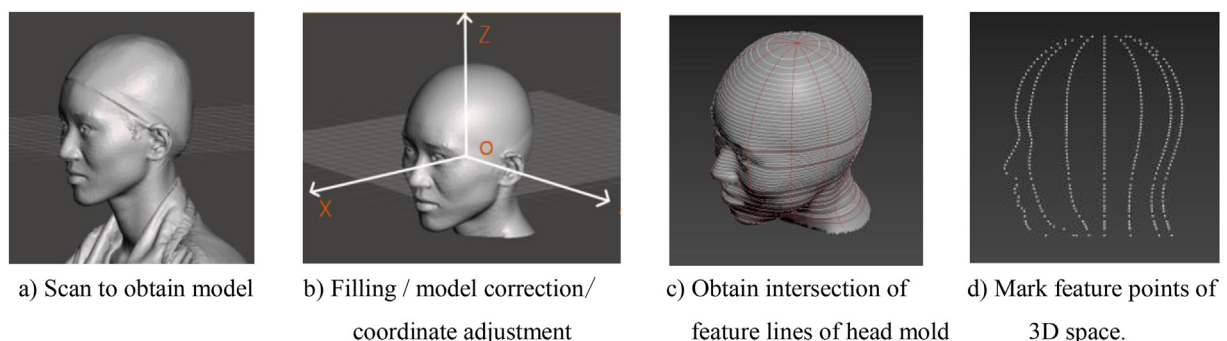 Z
O
X
a) Scan to obtain model
b) Filling / model correction/
coordinate adjustment
c) Obtain intersection of
feature lines of head mold
d) Mark feature points of
3D space.